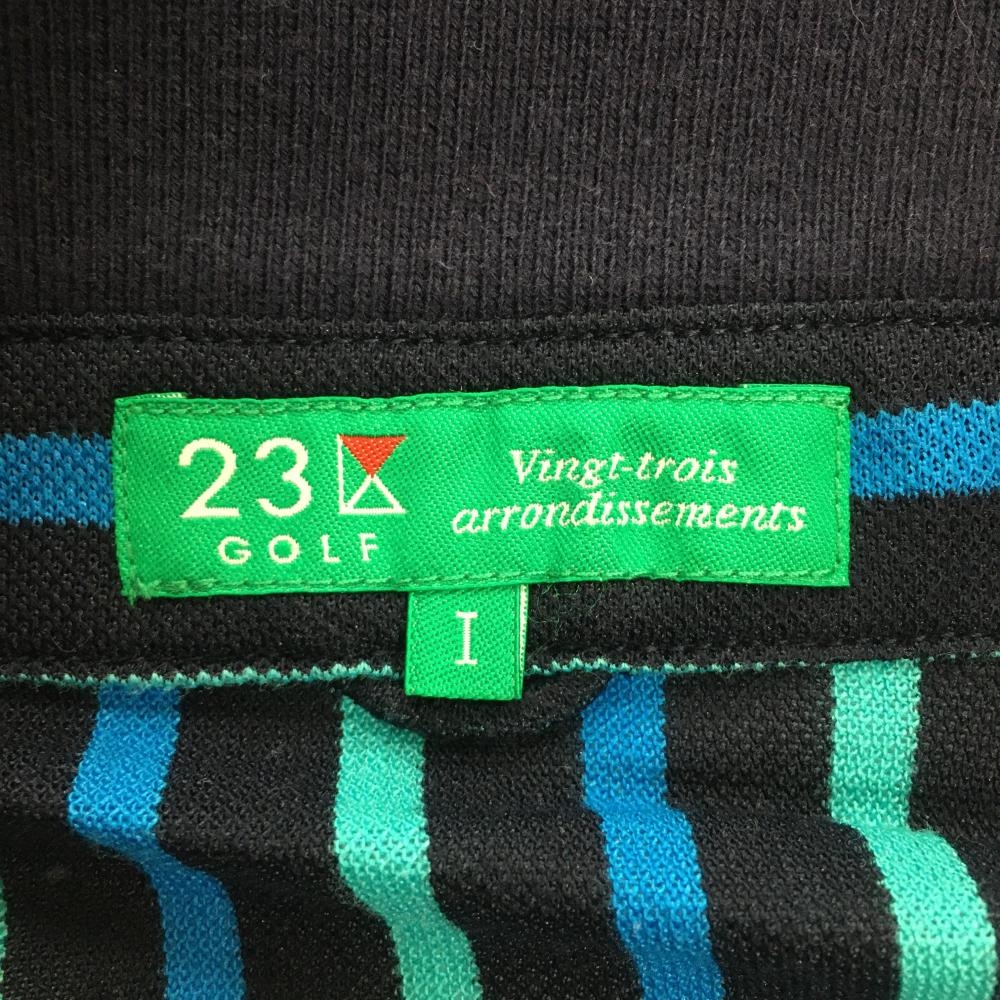 23
GOLF
Vingt-trois
arrondissements
I